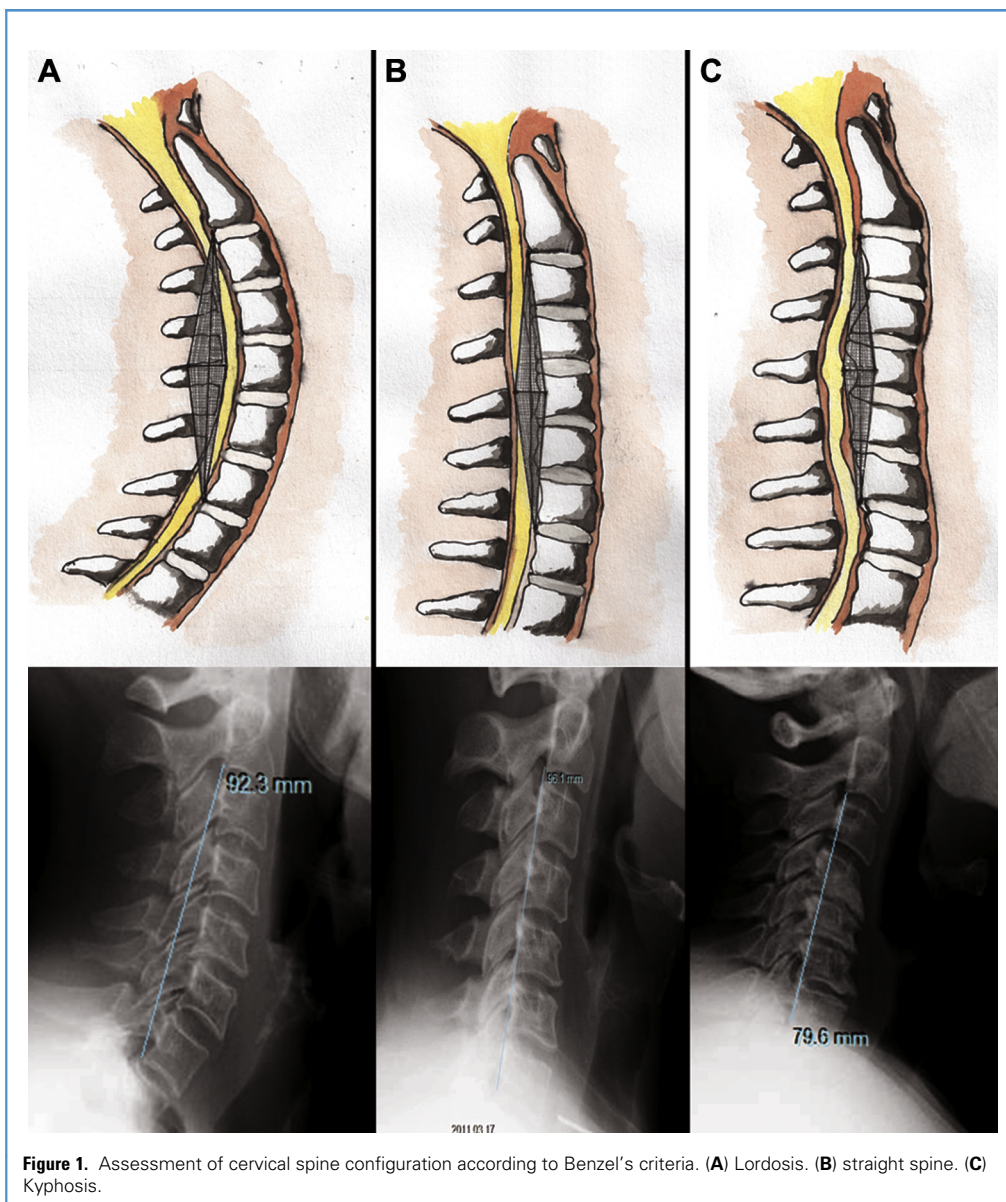 A
B
C
92.3 mm
96.1 mm
79.6 mm
2011.03.17
Figure 1. Assessment of cervical spine configuration according to Benzel's criteria. (A) Lordosis. (B) straight spine. (C)
Kyphosis.